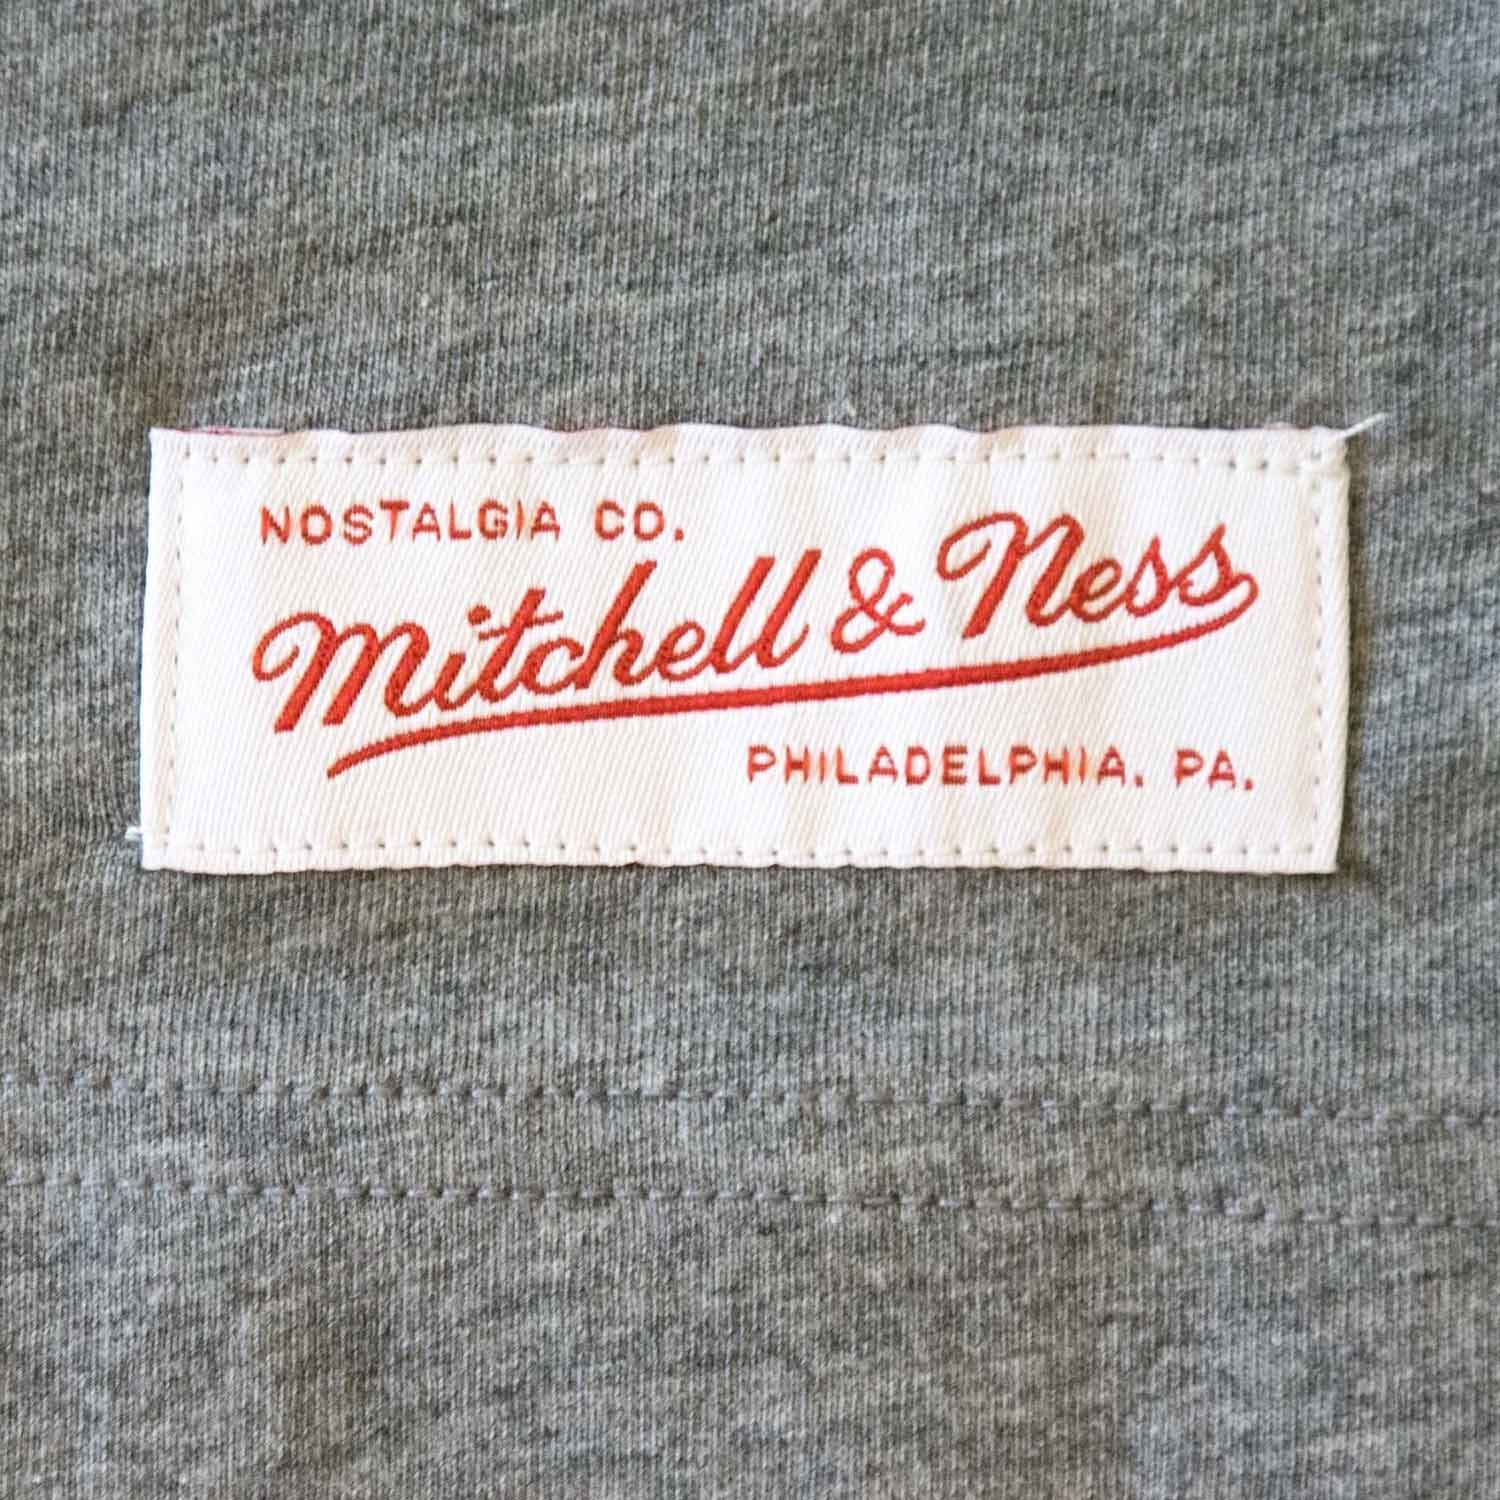 NOSTALGIA CO.
Mitchell & Ness
PHILADELPHIA. PA.